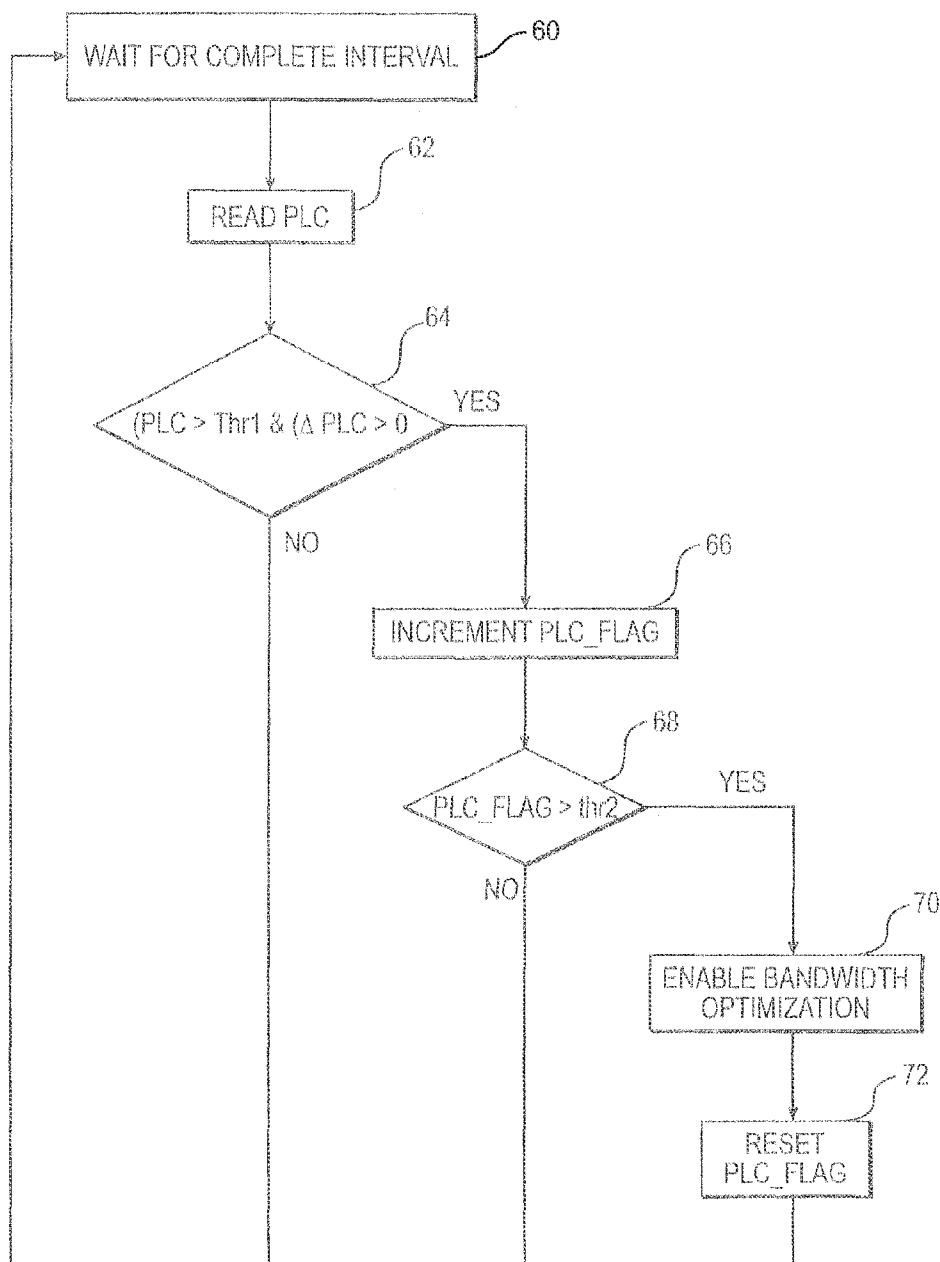 WAIT FOR COMPLETE INTERVAL
60
62
READ PLC
64
(PLC > Thr1 & (Δ PLC > 0
YES
NO
66
INCREMENT PLC_FLAG
68
PLC_FLAG > thr2
YES
NO
70
ENABLE BANDWIDTH
OPTIMIZATION
72
RESET
PLC_FLAG